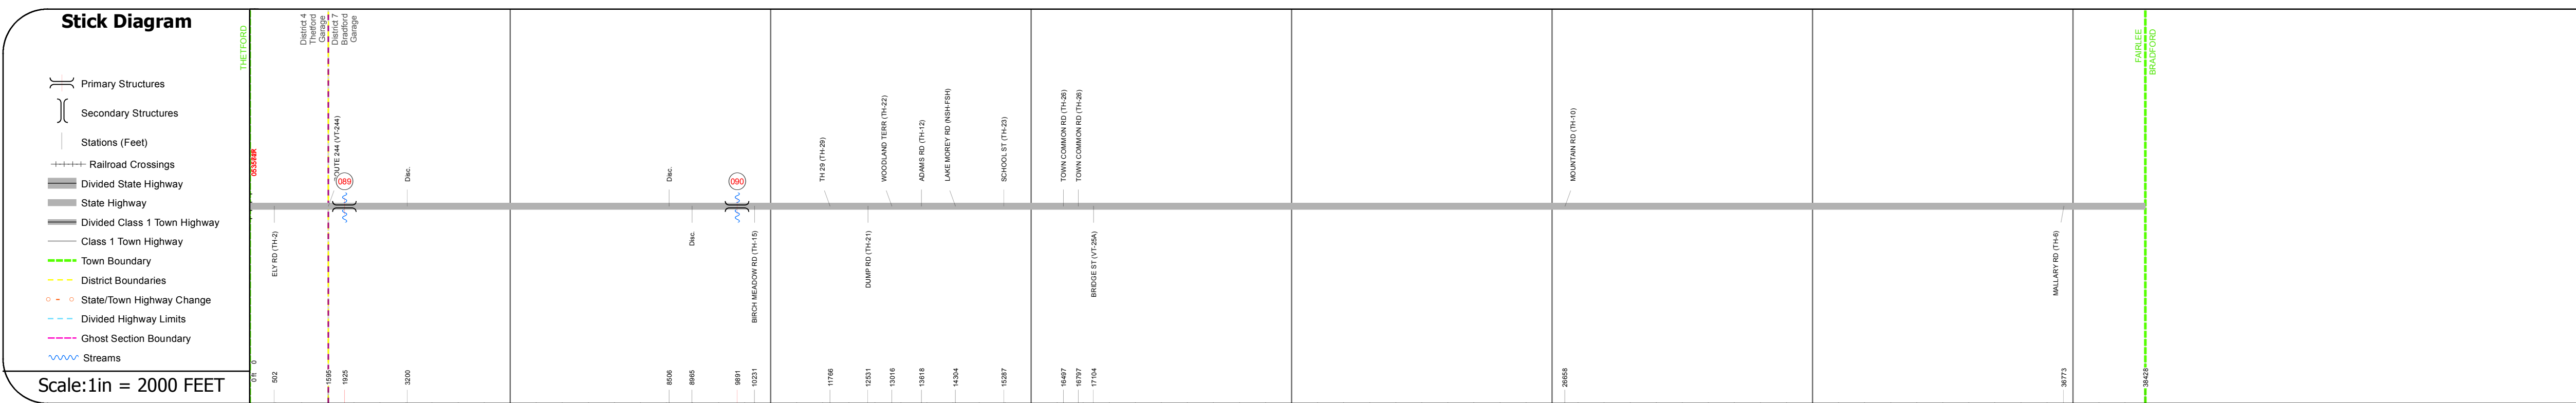 Stick Diagram
Primary Structures
Secondary Structures
Stations (Feet)
Railroad Crossings
Divided State Highway
State Highway
Divided Class 1 Town Highway
Class 1 Town Highway
Town Boundary
District Boundaries
State/Town Highway Change
Divided Highway Limits
Ghost Section Boundary
Streams
Scale:1in = 2000 FEET
THETFORD
District 4
Thetford
Garage
District 7
Bradford
Garage
FAIRLEE
BRADFORD
244 (VT-244)
089
Disc.
Disc.
090
TH 29 (TH-29)
WOODLAND TERR (TH-22)
ADAMS RD (TH-12)
LAKE MOREY RD (NSH-FSH)
SCHOOL ST (TH-23)
TOWN COMMON RD (TH-26)
TOWN COMMON RD (TH-26)
MOUNTAIN RD (TH-10)
ELY RD (TH-2)
Disc.
BIRCH MEADOW RD (TH-15)
DUMP RD (TH-21)
BRIDGE ST (VT-25A)
MALLARY RD (TH-6)
0 ft
0
502
1595
1925
3200
8506
8965
9891
10231
11766
12531
13016
13618
14304
15287
16497
16797
17104
26658
36773
38428